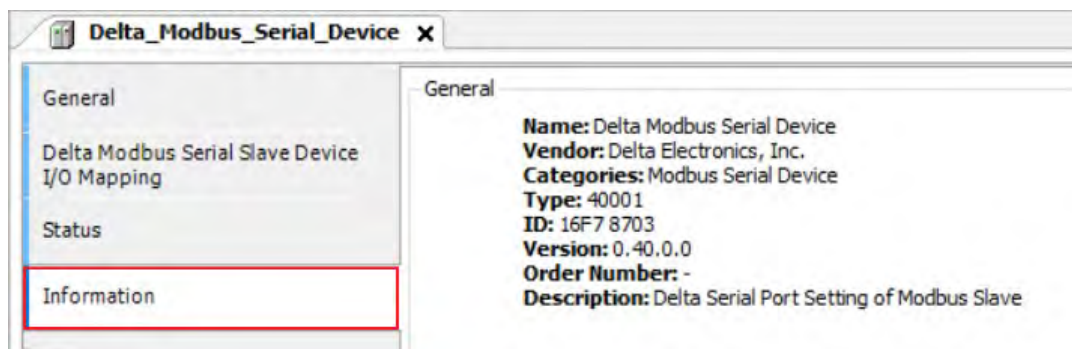 Delta_Modbus_Serial_Device X
General
Delta Modbus Serial Slave Device
I/O Mapping
Status
Information
General
Name: Delta Modbus Serial Device
Vendor: Delta Electronics, Inc.
Categories: Modbus Serial Device
Type: 40001
ID: 16F7 8703
Version: 0.40.0.0
Order Number: -
Description: Delta Serial Port Setting of Modbus Slave